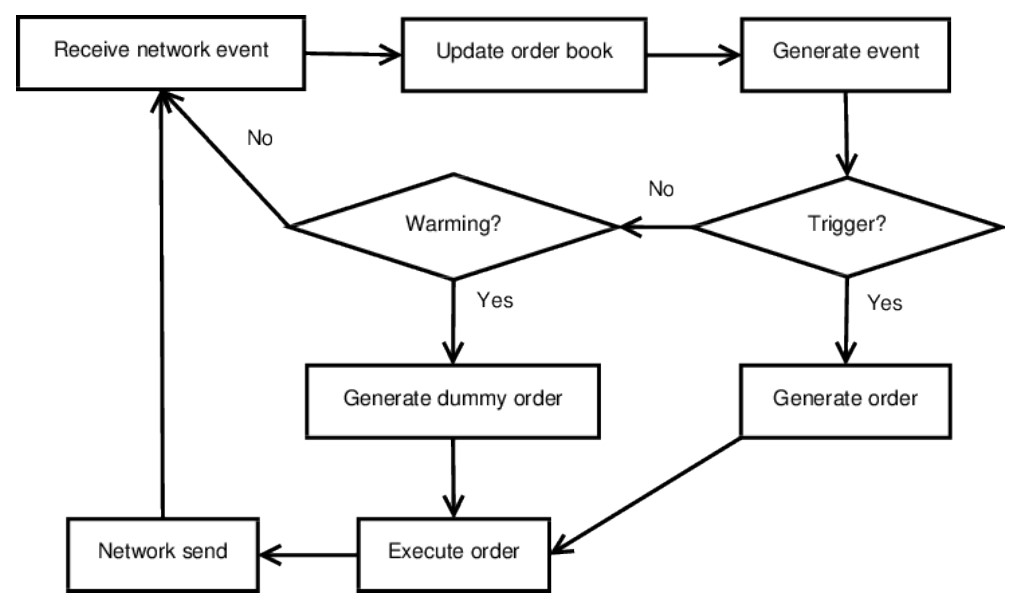 Receive network event
Update order book
Generate event
No
Warming?
No
Trigger?
Yes
Yes
Generate dummy order
Generate order
Network send
Execute order